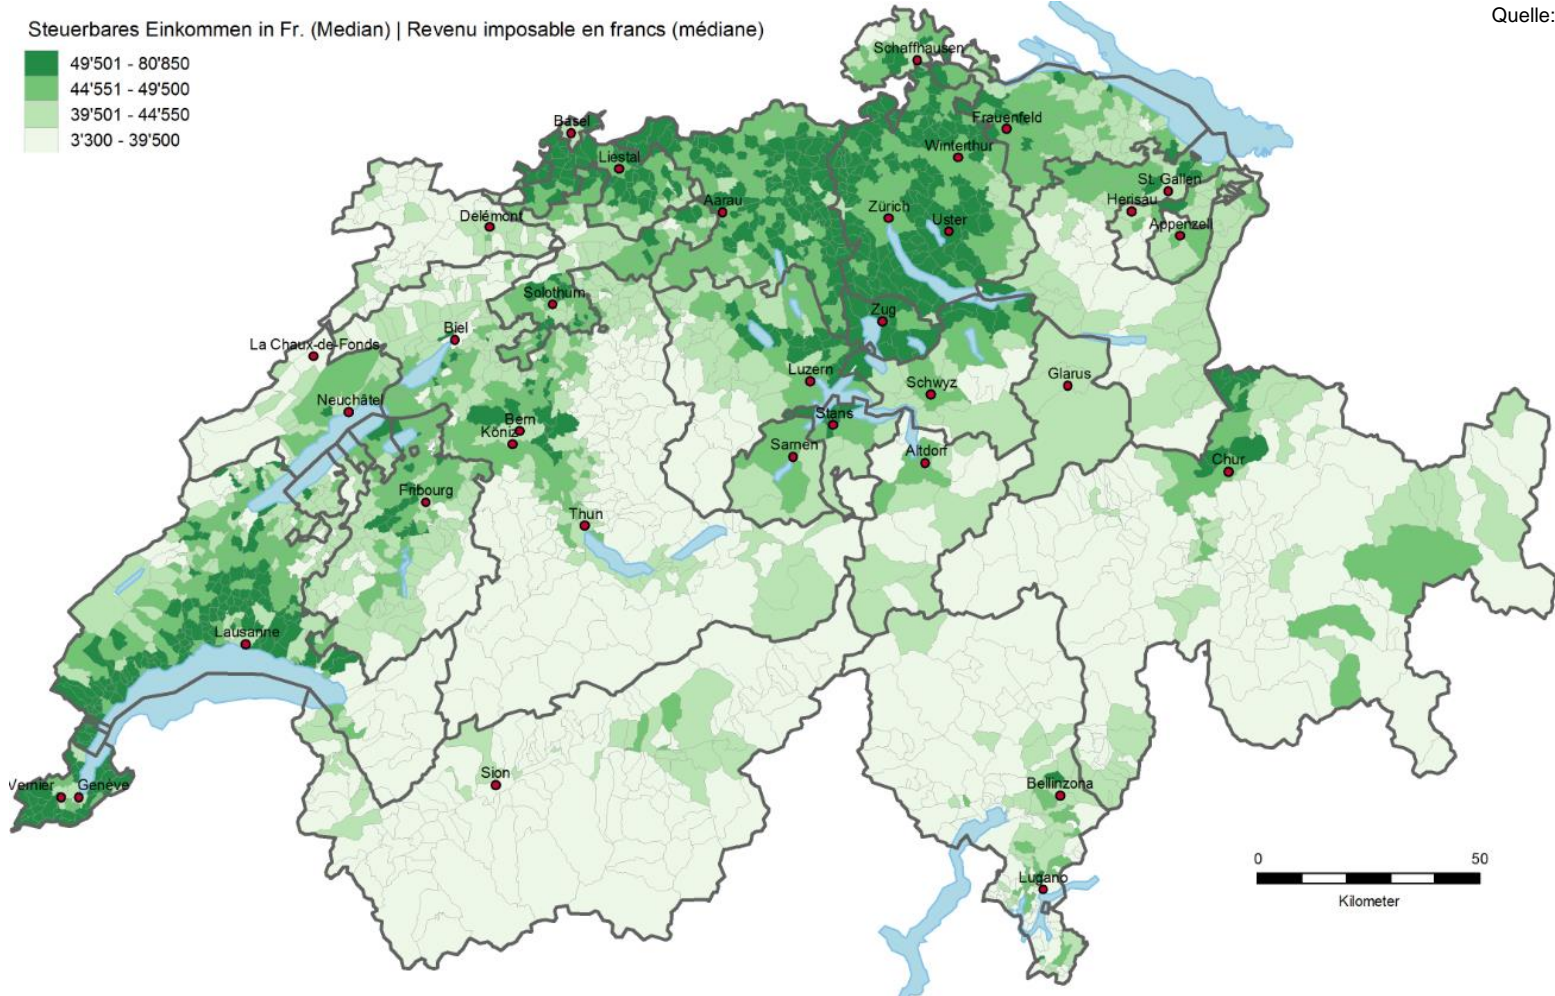 Quelle:
Steuerbares Einkommen in Fr. (Median) | Revenu imposable en francs (médiane)
49'501 - 80'850
44'551 - 49'500
39'501 - 44'550
3'300 - 39'500
Schaffhausen
Basel
Frauenfeld
Liestal
Winterthur
St. Gallen
Aarau
Herisau
Zürich
Delémont
Uster
Appenzell
Solothurn
Zug
Biel
La Chaux-de-Fonds
Luzern
Glarus
Schwyz
Neuchâtel
Stans
Bern
Köniz
Sarnen
Altdorf
Chur
Fribourg
Thun
Lausanne
Sion
Vernier
Genève
Bellinzona
Lugano
0 50
Kilometer